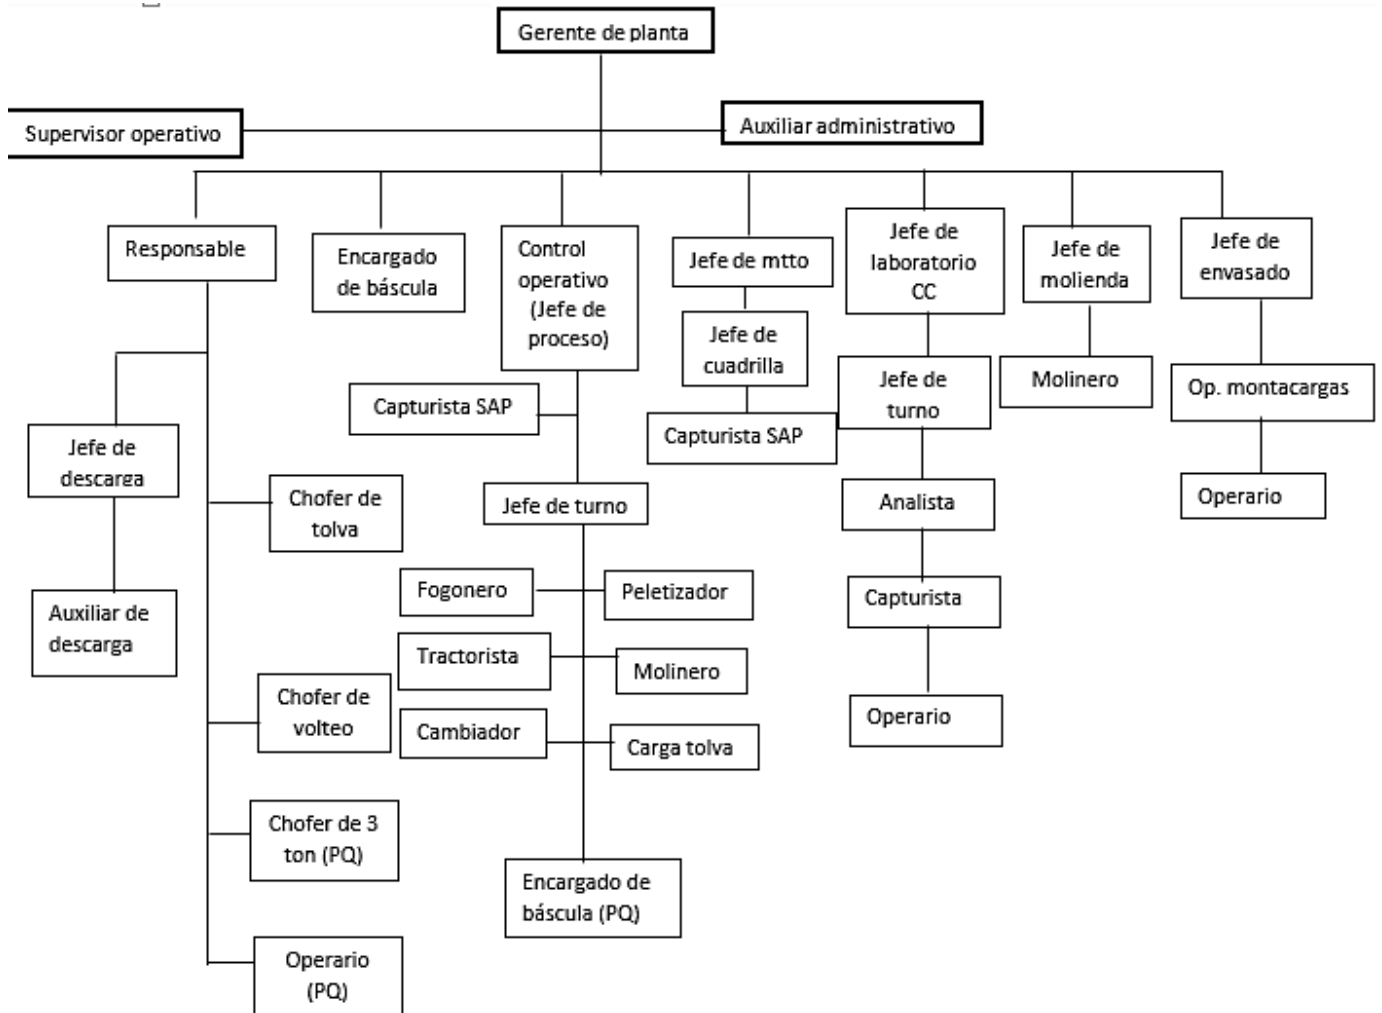 Gerente de planta
Supervisor operativo
Auxiliar administrativo
Responsable
Encargado
de báscula
Control
operativo
(Jefe de
proceso)
Jefe de mtto
Jefe de
laboratorio
CC
Jefe de
molienda
Jefe de
envasado
Jefe de
cuadrilla
Capturista SAP
Capturista SAP
Jefe de
turno
Molinero
Op. montacargas
Jefe de
descarga
Chofer de
tolva
Jefe de turno
Analista
Operario
Auxiliar de
descarga
Fogonero
Peletizador
Capturista
Tractorista
Molinero
Chofer de
volteo
Cambiador
Carga tolva
Operario
Chofer de 3
ton (PQ)
Encargado de
báscula (PQ)
Operario
(PQ)